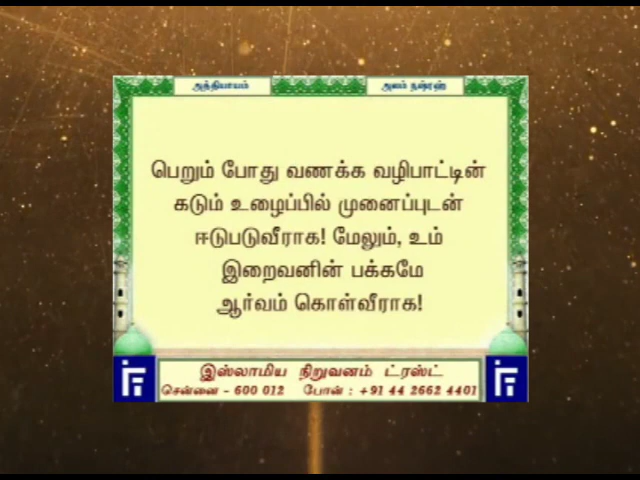 அத்தியாயம்
அலம் நஷ்ரஹ்
பெறும் போது வணக்க வழிபாட்டின்
கடும் உழைப்பில் முனைப்புடன்
ஈடுபடுவீராக! மேலும், உம்
இறைவனின் பக்கமே
ஆர்வம் கொள்வீராக!
இஸ்லாமிய நிறுவனம் ட்ரஸ்ட்
சென்னை - 600 012 போன் : +91 44 2662 4401